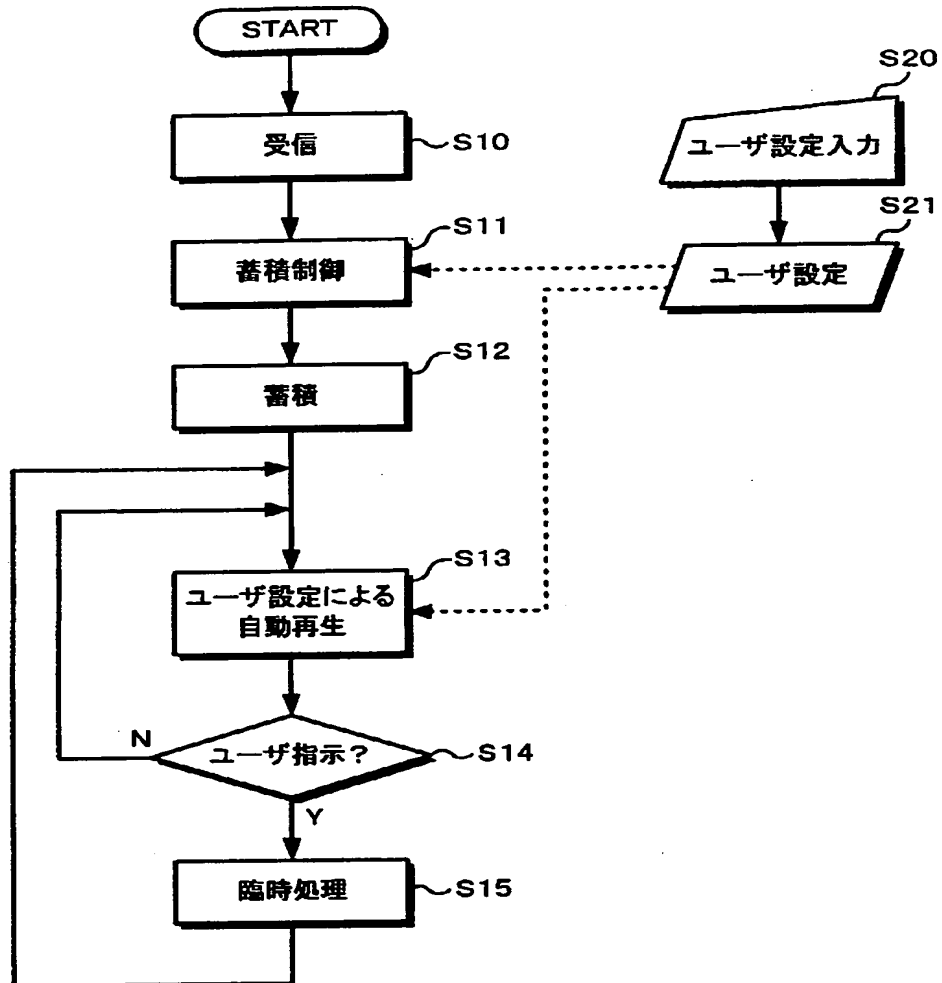 START
受信
S10
蓄積制御
S11
蓄積
S12
ユーザ設定による
自動再生
S13
ユーザ指示？
S14
N
Y
臨時処理
S15
S20
ユーザ設定入力
S21
ユーザ設定